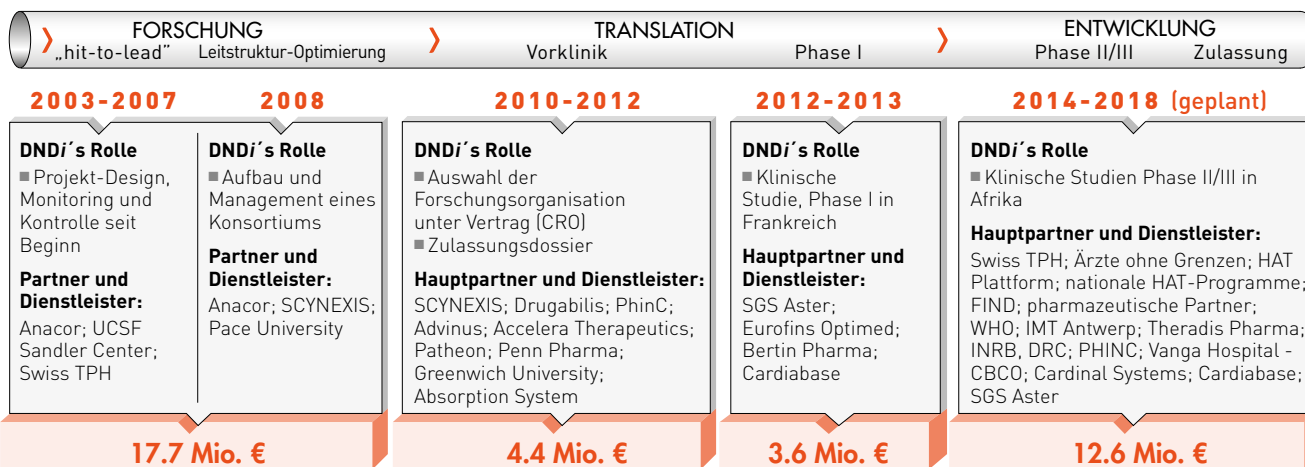 FORSCHUNG
„hit-to-lead” Leitstruktur-Optimierung
TRANSLATION
Vorklinik Phase I
ENTWICKLUNG
Phase II/III Zulassung
2003-2007
DNDi´s Rolle
■ Projekt-Design,
Monitoring und
Kontrolle seit
Beginn
Partner und
Dienstleister:
Anacor; UCSF
Sandler Center;
Swiss TPH
2008
DNDi´s Rolle
■ Aufbau und
Management eines
Konsortiums
Partner und
Dienstleister:
Anacor; SCYNEXIS;
Pace University
17.7 Mio. €
2010-2012
DNDi´s Rolle
■ Auswahl der
Forschungsorganisation
unter Vertrag (CRO)
■ Zulassungsdossier
Hauptpartner und Dienstleister:
SCYNEXIS; Drugabilis; PhinC;
Advinus; Accelera Therapeutics;
Patheon; Penn Pharma;
Greenwich University;
Absorption System
4.4 Mio. €
2012-2013
DNDi´s Rolle
■ Klinische
Studie, Phase I in
Frankreich
Hauptpartner und
Dienstleister:
SGS Aster;
Eurofins Optimed;
Bertin Pharma;
Cardiabase
3.6 Mio. €
2014-2018 (geplant)
DNDi´s Rolle
■ Klinische Studien Phase II/III in
Afrika
Hauptpartner und Dienstleister:
Swiss TPH; Ärzte ohne Grenzen; HAT
Plattform; nationale HAT-Programme;
FIND; pharmazeutische Partner;
WHO; IMT Antwerp; Theradis Pharma;
INRB, DRC; PHINC; Vanga Hospital -
CBCO; Cardinal Systems; Cardiabase;
SGS Aster
12.6 Mio. €